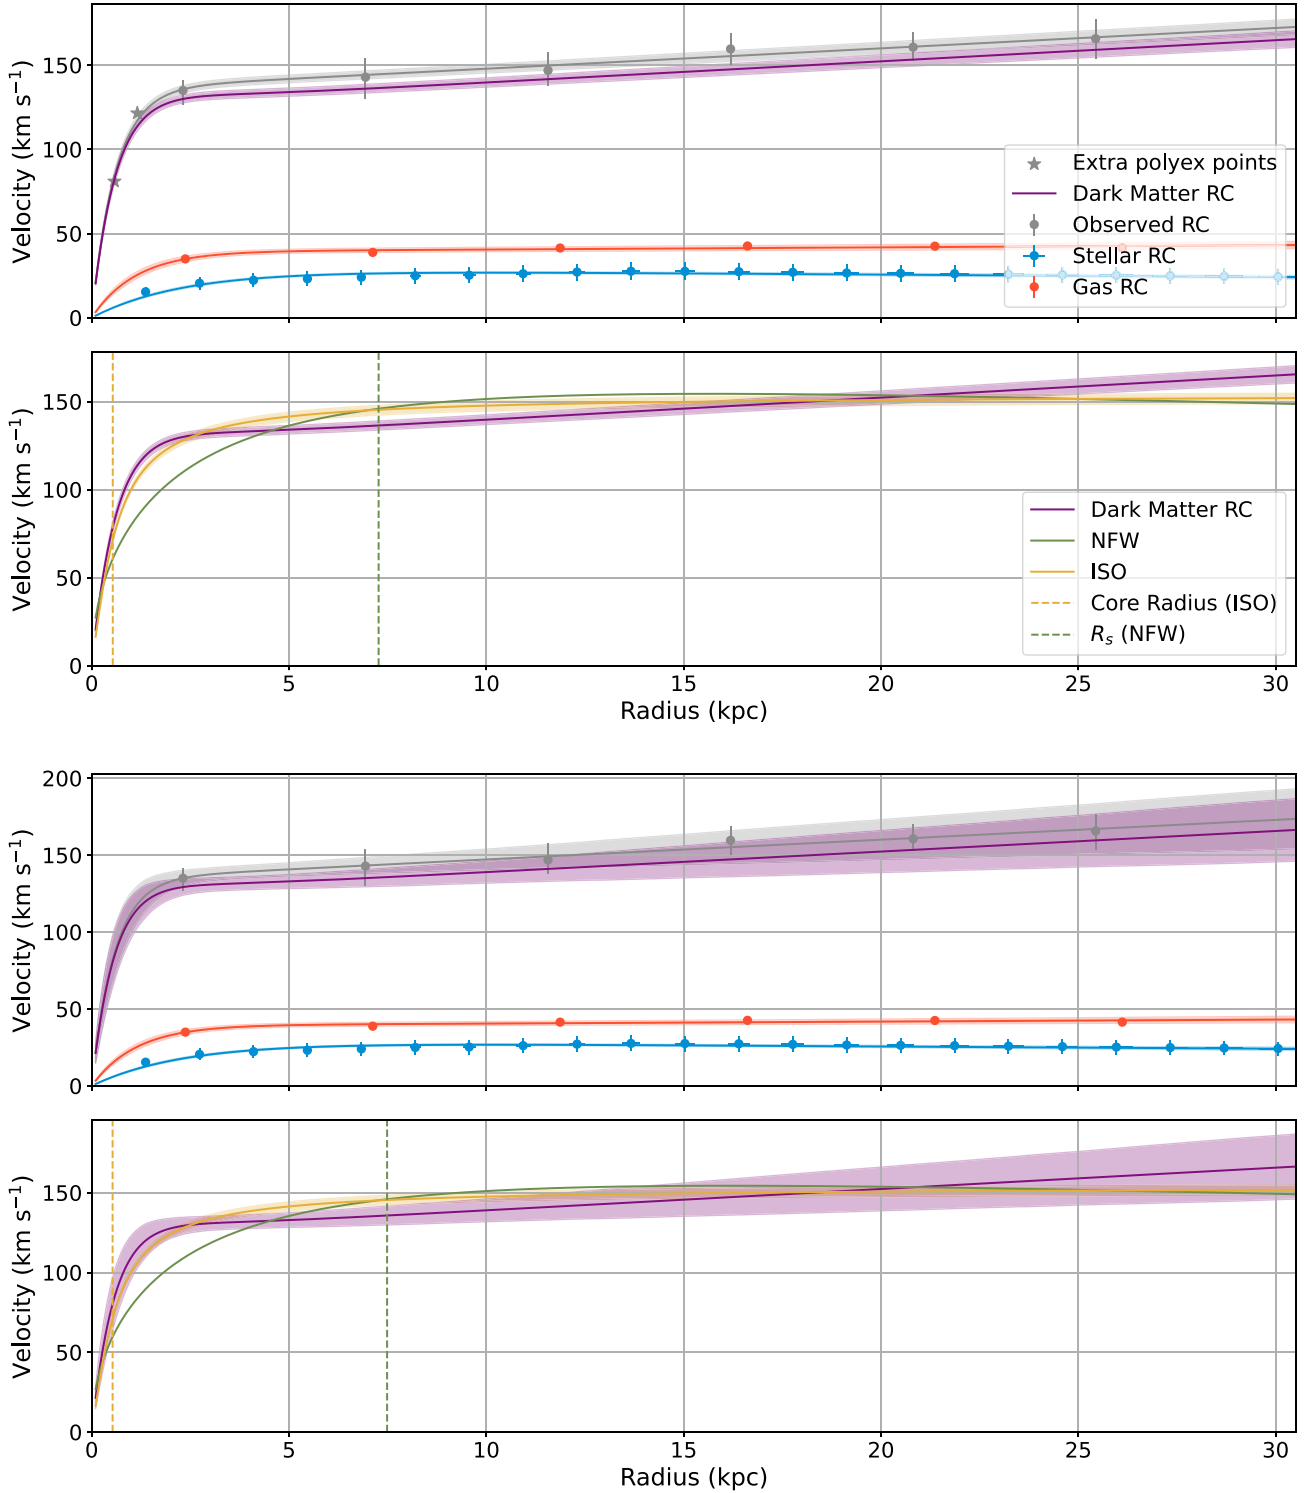 Velocity (km s⁻¹)
150
100
50
0
Extra polyex points
Dark Matter RC
Observed RC
Stellar RC
Gas RC
Velocity (km s⁻¹)
150
100
50
0
Dark Matter RC
NFW
ISO
Core Radius (ISO)
Rₛ (NFW)
0 5 10 15 20 25 30
Radius (kpc)
Velocity (km s⁻¹)
200
150
100
50
0
Velocity (km s⁻¹)
150
100
50
0
0 5 10 15 20 25 30
Radius (kpc)